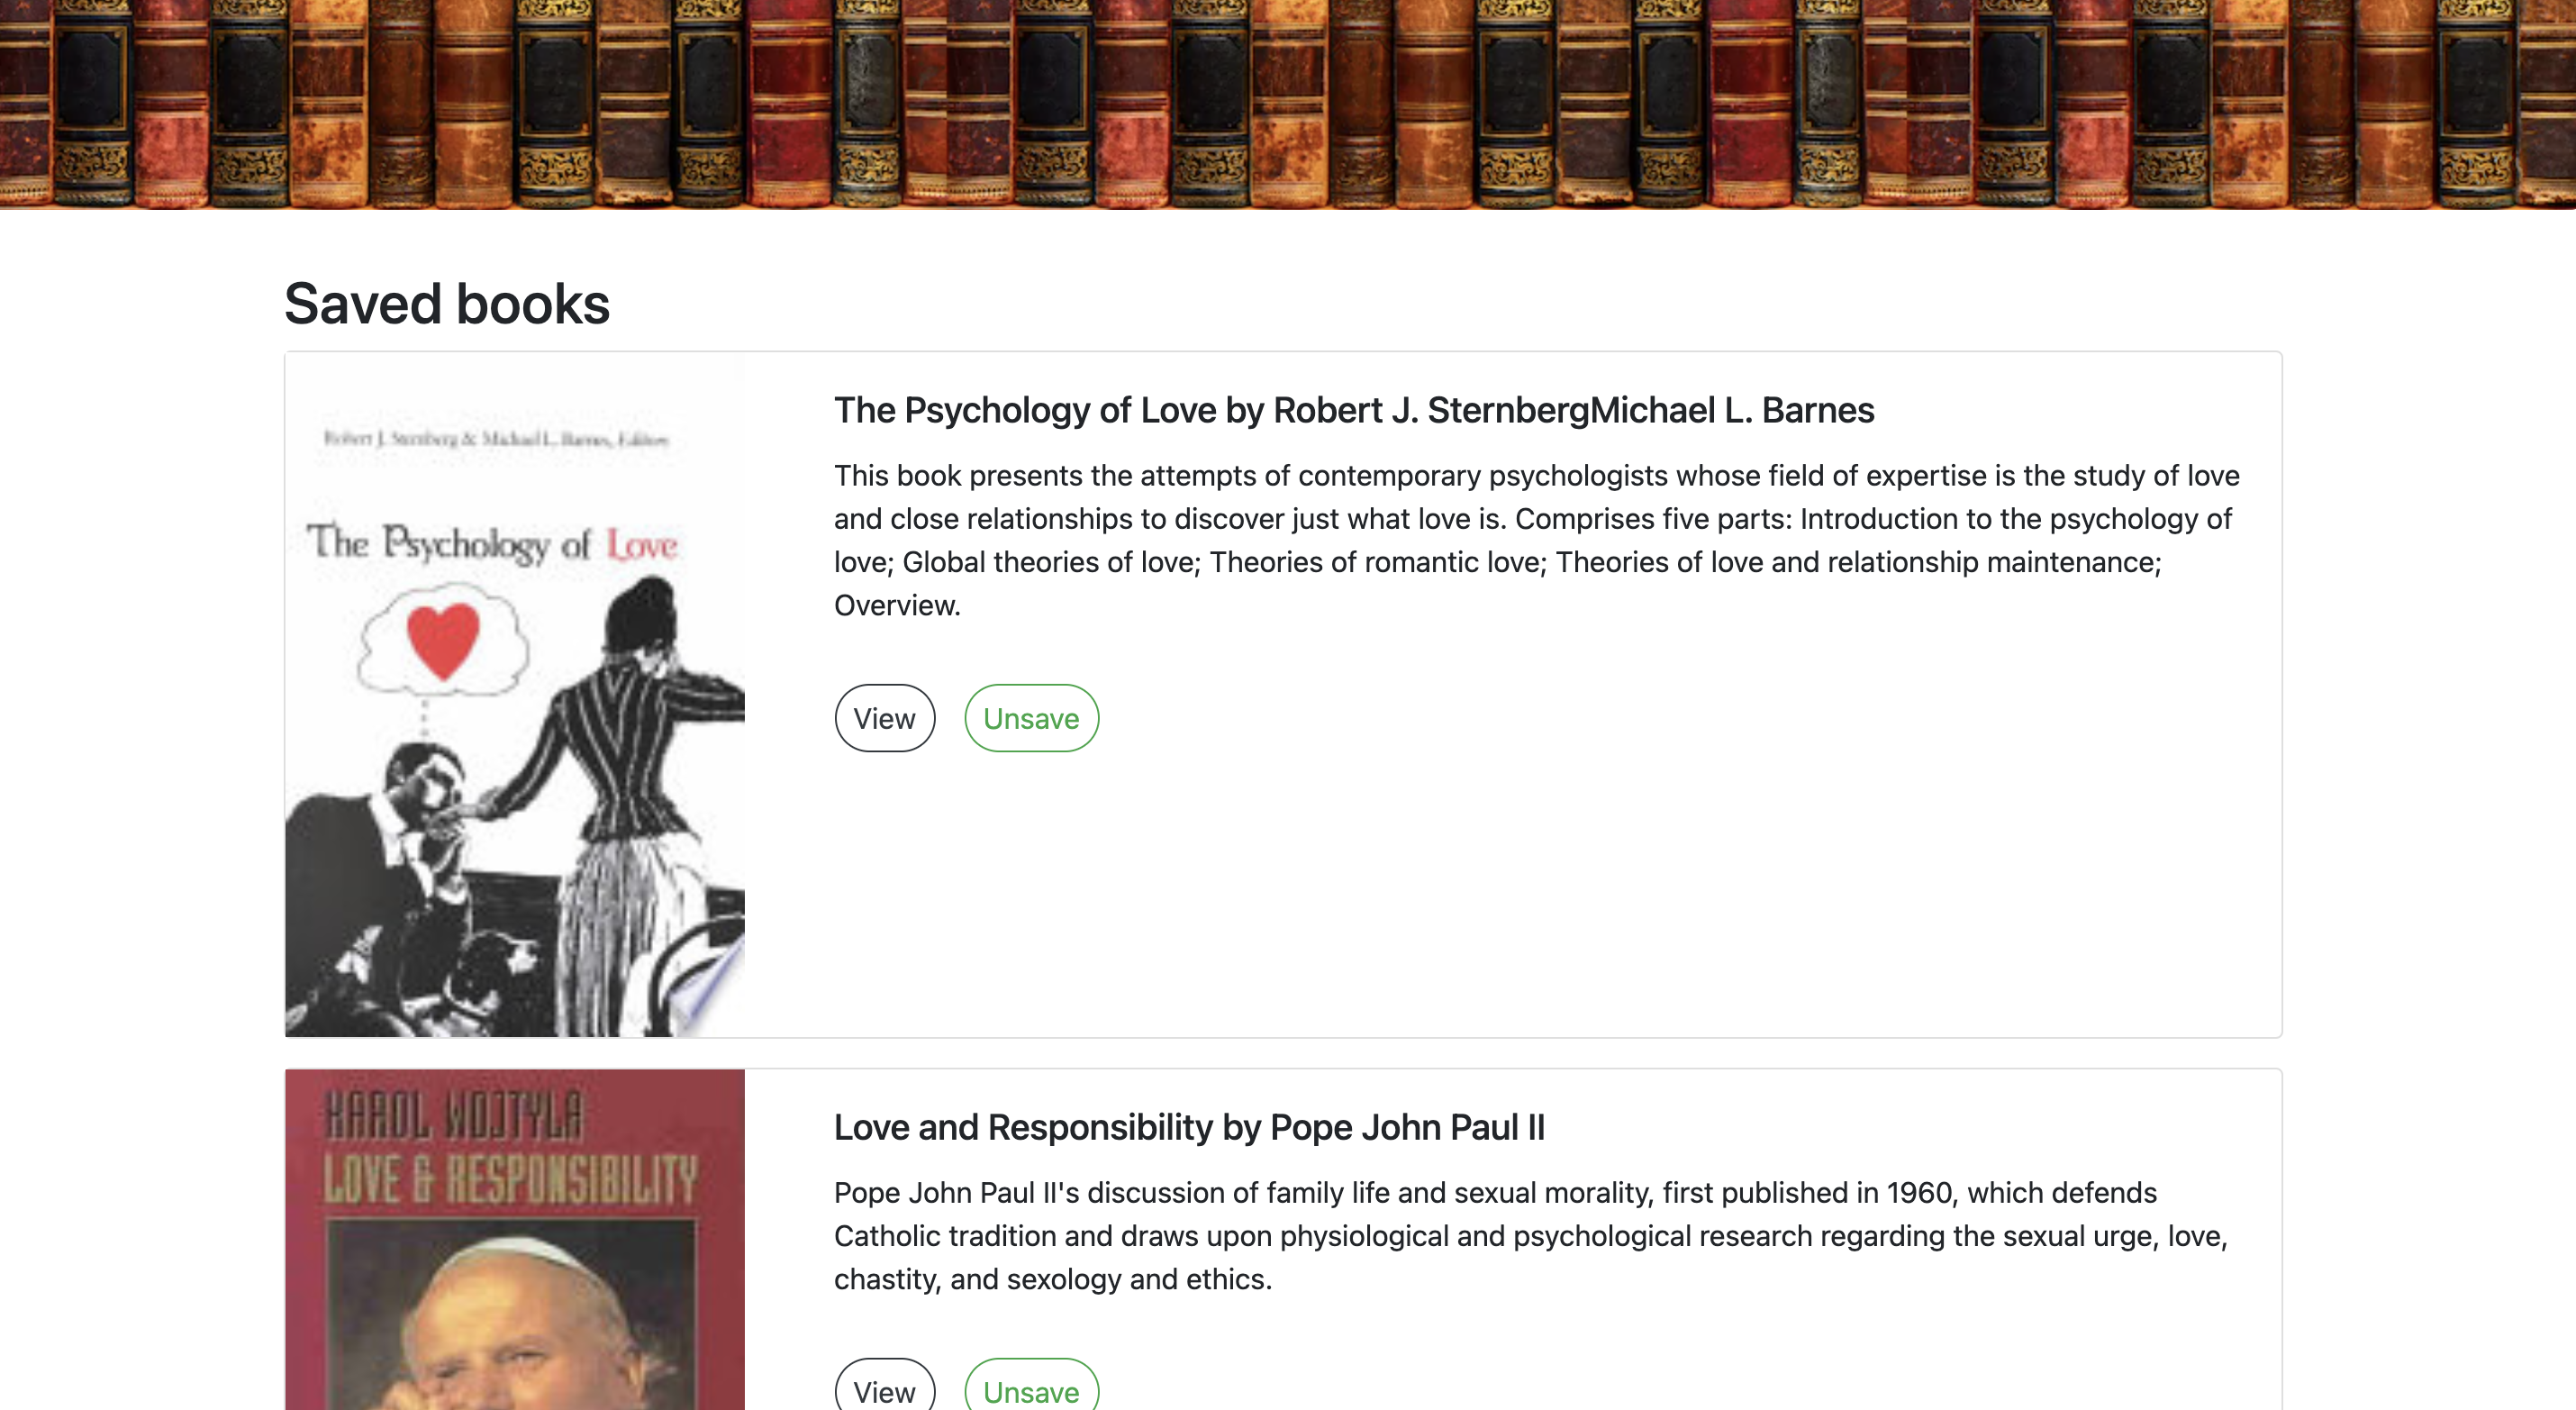 Saved books
Robert J. Sternberg & Michael L. Barnes, Editors
The Psychology of Love
The Psychology of Love by Robert J. SternbergMichael L. Barnes
This book presents the attempts of contemporary psychologists whose field of expertise is the study of love
and close relationships to discover just what love is. Comprises five parts: Introduction to the psychology of
love; Global theories of love; Theories of romantic love; Theories of love and relationship maintenance;
Overview.
View
Unsave
KAROL WOJTYLA
LOVE & RESPONSIBILITY
Love and Responsibility by Pope John Paul II
Pope John Paul II's discussion of family life and sexual morality, first published in 1960, which defends
Catholic tradition and draws upon physiological and psychological research regarding the sexual urge, love,
chastity, and sexology and ethics.
View
Unsave